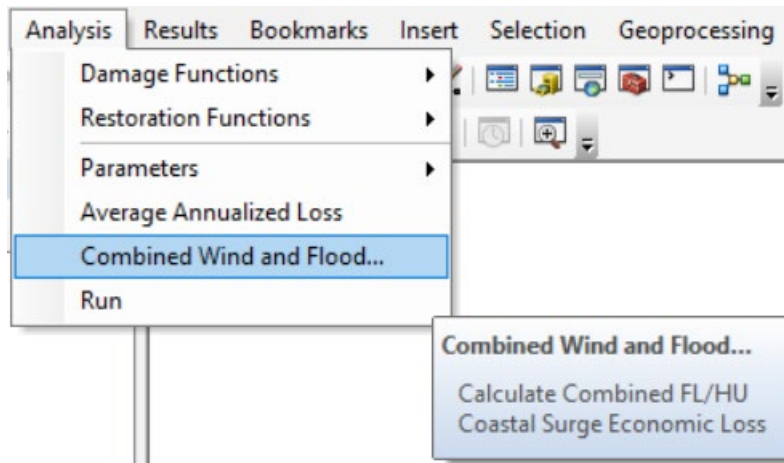 Analysis Results Bookmarks Insert Selection Geoprocessing
Damage Functions
Restoration Functions
Parameters
Average Annualized Loss
Combined Wind and Flood...
Run
Combined Wind and Flood...
Calculate Combined FL/HU
Coastal Surge Economic Loss